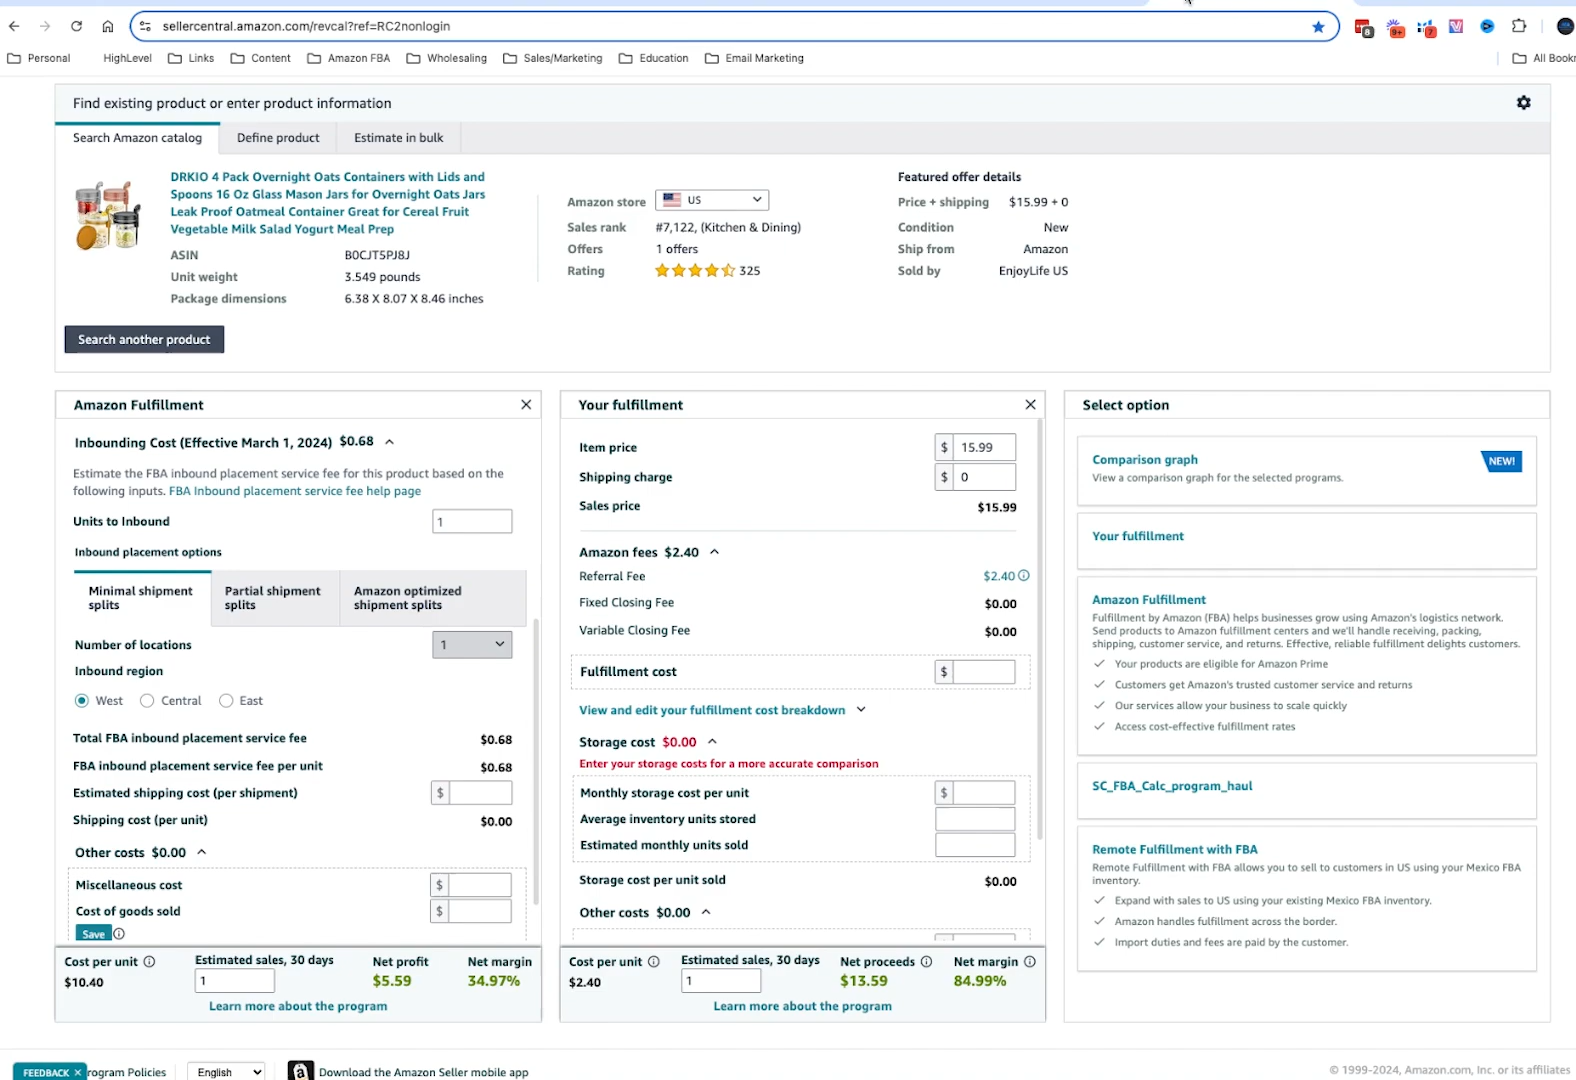 sellercentral.amazon.com/revcal?ref=RC2nonlogin
8
9+
7
Personal
HighLevel
Links
Content
Amazon FBA
Wholesaling
Sales/Marketing
Education
Email Marketing
All Book
Find existing product or enter product information
Search Amazon catalog
Define product
Estimate in bulk
DRKIO 4 Pack Overnight Oats Containers with Lids and
Spoons 16 Oz Glass Mason Jars for Overnight Oats Jars
Leak Proof Oatmeal Container Great for Cereal Fruit
Vegetable Milk Salad Yogurt Meal Prep
ASIN B0CJT5PJ8J
Unit weight 3.549 pounds
Package dimensions 6.38 X 8.07 X 8.46 inches
Amazon store US
Sales rank #7,122, (Kitchen & Dining)
Offers 1 offers
Rating 325
Featured offer details
Price + shipping $15.99 + 0
Condition New
Ship from Amazon
Sold by EnjoyLife US
Search another product
Amazon Fulfillment
Inbounding Cost (Effective March 1, 2024) $0.68
Estimate the FBA inbound placement service fee for this product based on the
following inputs. FBA Inbound placement service fee help page
Units to Inbound 1
Inbound placement options
Minimal shipment
splits
Partial shipment
splits
Amazon optimized
shipment splits
Number of locations 1
Inbound region
West Central East
Total FBA inbound placement service fee $0.68
FBA inbound placement service fee per unit $0.68
Estimated shipping cost (per shipment) $
Shipping cost (per unit) $0.00
Other costs $0.00
Miscellaneous cost $
Cost of goods sold $
Save
Cost per unit
$10.40
Estimated sales, 30 days
1
Net profit
$5.59
Net margin
34.97%
Learn more about the program
Your fulfillment
Item price $ 15.99
Shipping charge $ 0
Sales price $15.99
Amazon fees $2.40
Referral Fee $2.40
Fixed Closing Fee $0.00
Variable Closing Fee $0.00
Fulfillment cost $
View and edit your fulfillment cost breakdown
Storage cost $0.00
Enter your storage costs for a more accurate comparison
Monthly storage cost per unit $
Average inventory units stored
Estimated monthly units sold
Storage cost per unit sold $0.00
Other costs $0.00
Cost per unit
$2.40
Estimated sales, 30 days
1
Net proceeds
$13.59
Net margin
84.99%
Learn more about the program
Select option
Comparison graph
NEW!
View a comparison graph for the selected programs.
Your fulfillment
Amazon Fulfillment
Fulfillment by Amazon (FBA) helps businesses grow using Amazon's logistics network.
Send products to Amazon fulfillment centers and we'll handle receiving, packing,
shipping, customer service, and returns. Effective, reliable fulfillment delights customers.
Your products are eligible for Amazon Prime
Customers get Amazon's trusted customer service and returns
Our services allow your business to scale quickly
Access cost-effective fulfillment rates
SC_FBA_Calc_program_haul
Remote Fulfillment with FBA
Remote Fulfillment with FBA allows you to sell to customers in US using your Mexico FBA
inventory.
Expand with sales to US using your existing Mexico FBA inventory.
Amazon handles fulfillment across the border.
Import duties and fees are paid by the customer.
FEEDBACK
rogram Policies
English
Download the Amazon Seller mobile app
© 1999-2024, Amazon.com, Inc. or its affiliates